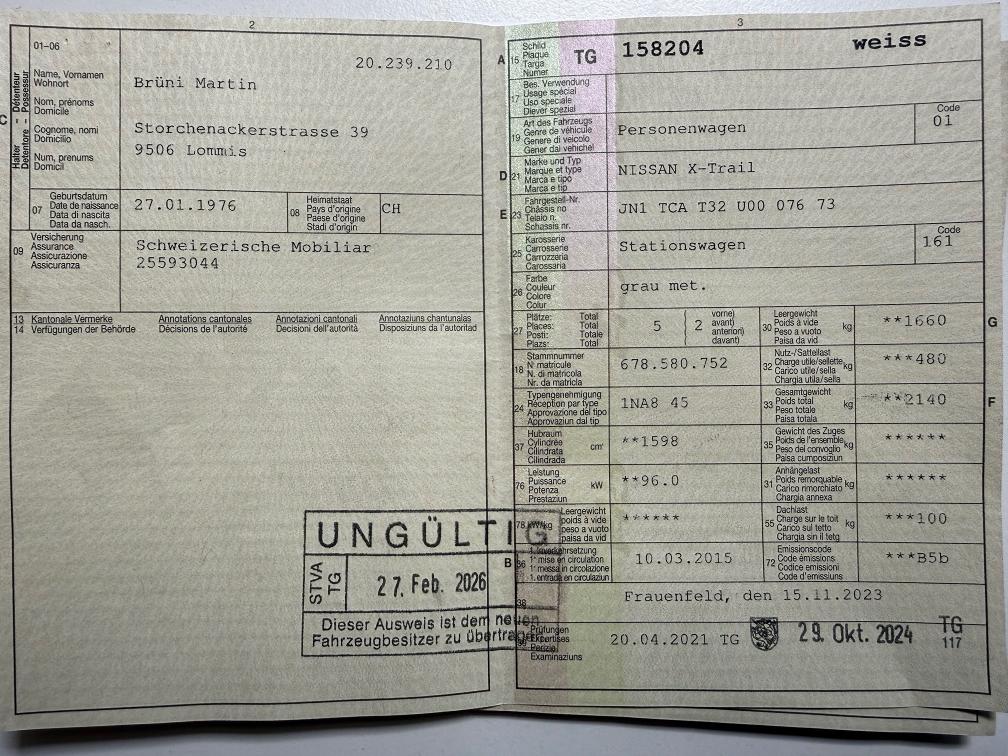 2
01-06
20.239.210
Halter - Détenteur
Detentore - Possessur
C
Name, Vornamen
Wohnort
Nom, prénoms
Domicile
Cognome, nomi
Domicilio
Num, prenums
Domicil
Brüni Martin
Storchenackerstrasse 39
9506 Lommis
07
Geburtsdatum
Date de naissance
Data di nascita
Data da nasch.
27.01.1976
08
Heimatstaat
Pays d'origine
Paese d'origine
Stadi d'origin
CH
09
Versicherung
Assurance
Assicurazione
Assicuranza
Schweizerische Mobiliar
25593044
13 Kantonale Vermerke Annotations cantonales Annotazioni cantonali Annotaziuns chantunalas
14 Verfügungen der Behörde Décisions de l'autorité Decisioni dell'autorità Disposiziuns da l'autoritad
UNGÜLTIG
STVA
TG
27. Feb. 2026
Dieser Ausweis ist dem neuen
Fahrzeugbesitzer zu übertragen
3
A
15
Schild
Plaque
Targa
Numer
TG
158204
weiss
17
Bes. Verwendung
Usage spécial
Uso speciale
Diever spezial
19
Art des Fahrzeugs
Genre de véhicule
Genere di veicolo
Gener dal vehichel
Personenwagen
Code
01
D
21
Marke und Typ
Marque et type
Marca e tipo
Marca e tip
NISSAN X-Trail
E
23
Fahrgestell-Nr.
Châssis no
Telaio n.
Schassis nr.
JN1 TCA T32 U00 076 73
25
Karosserie
Carrosserie
Carrozzeria
Carossaria
Stationswagen
Code
161
26
Farbe
Couleur
Colore
Colur
grau met.
27
Plätze: Total
Places: Total
Posti: Totale
Plazs: Total
5
2
vorne)
avant)
anteriori)
davant)
30
Leergewicht
Poids à vide
Peso a vuoto
Paisa da vid
kg
**1660
G
18
Stammnummer
N° matricule
N. di matricola
Nr. da matricla
678.580.752
32
Nutz-/Sattellast
Charge utile/sellette
Carico utile/sella
Chargia utila/sella
kg
***480
24
Typengenehmigung
Réception par type
Approvazione del tipo
Approvaziun dal tip
1NA8 45
33
Gesamtgewicht
Poids total
Peso totale
Paisa totala
kg
**2140
F
37
Hubraum
Cylindrée
Cilindrata
Cilindrada
cm³
**1598
35
Gewicht des Zuges
Poids de l'ensemble
Peso del convoglio
Paisa cumposiziun
kg
******
76
Leistung
Puissance
Potenza
Prestaziun
kW
**96.0
31
Anhängelast
Poids remorquable
Carico rimorchiato
Chargia annexa
kg
******
78 kW/kg
Leergewicht
poids à vide
peso a vuoto
paisa da vid
******
55
Dachlast
Charge sur le toit
Carico sul tetto
Chargia sin il tetg
kg
***100
B
36
1. Inverkehrsetzung
1re mise en circulation
1a messa in circolazione
1. entrada en circulaziun
10.03.2015
72
Emissionscode
Code émissions
Codice emissioni
Code d'emissiuns
***B5b
38
Frauenfeld, den 15.11.2023
39
Prüfungen
Expertises
Perizie
Examinaziuns
20.04.2021 TG
29. Okt. 2024
TG
117